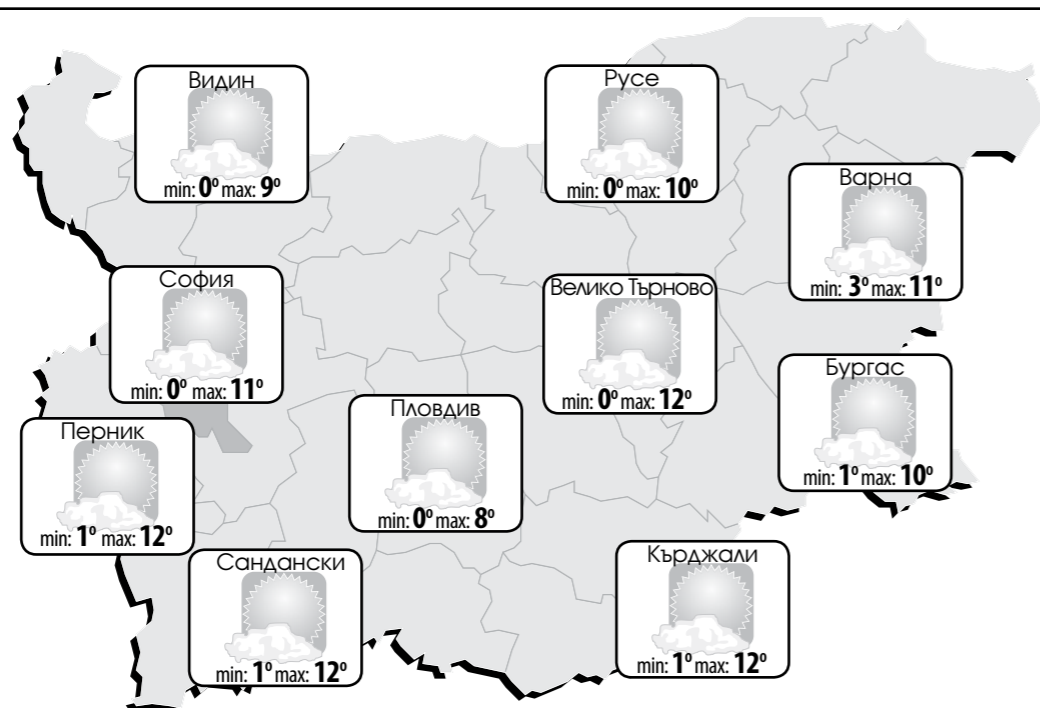 Видин
min: 0° max: 9°
Русе
min: 0° max: 10°
Варна
min: 3° max: 11°
София
min: 0° max: 11°
Велико Търново
min: 0° max: 12°
Бургас
min: 1° max: 10°
Пловдив
min: 0° max: 8°
Перник
min: 1° max: 12°
Сандански
min: 1° max: 12°
Кърджали
min: 1° max: 12°